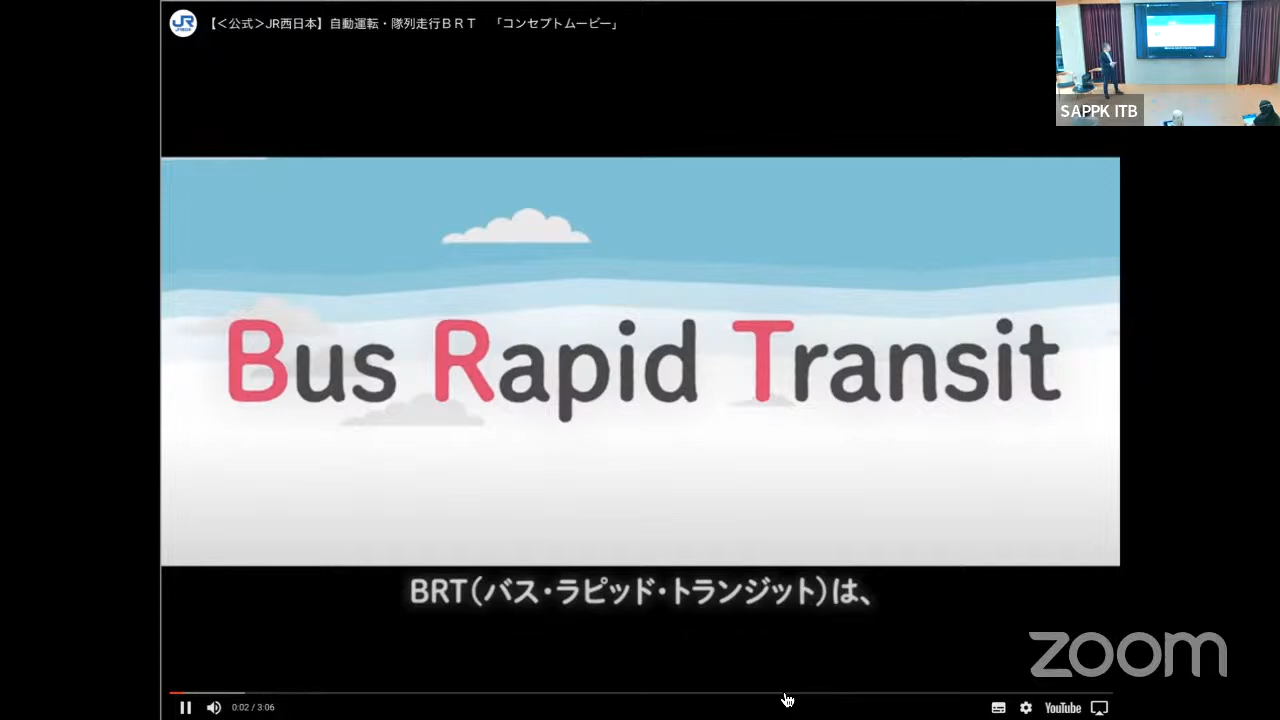 JR
【<公式>JR西日本】自動運転・隊列走行BRT 「コンセプトムービー」
SAPPK ITB
Bus Rapid Transit
BRT(バス・ラピッド・トランジット)は、
zoom
0:02 / 3:06
YouTube